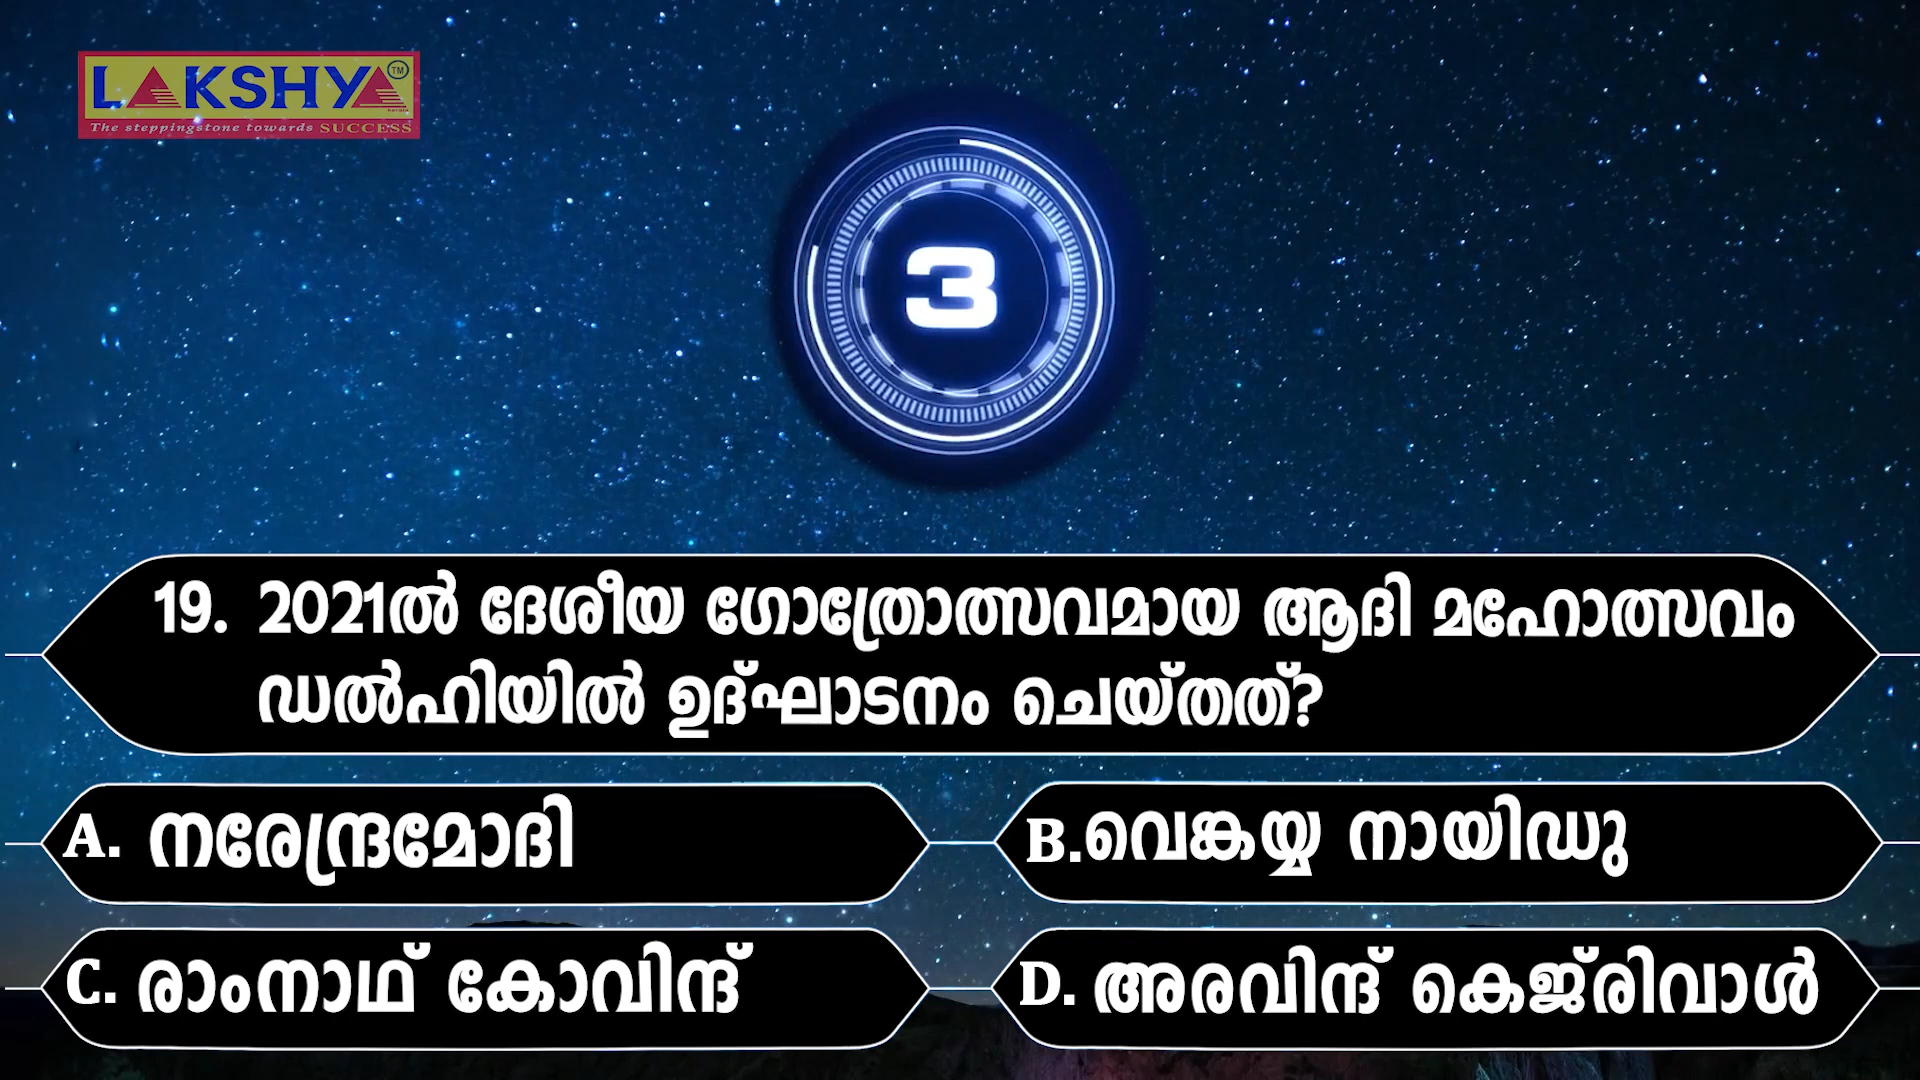 LAKSHYA TM
The steppingstone towards SUCCESS
3
19. 2021ൽ ദേശീയ ഗോത്രോത്സവമായ ആദി മഹോത്സവം
ഡൽഹിയിൽ ഉദ്ഘാടനം ചെയ്തത്?
A. നരേന്ദ്രമോദി
B.വെങ്കയ്യ നായിഡു
C. രാംനാഥ് കോവിന്ദ്
D. അരവിന്ദ് കെജ്‌രിവാൾ